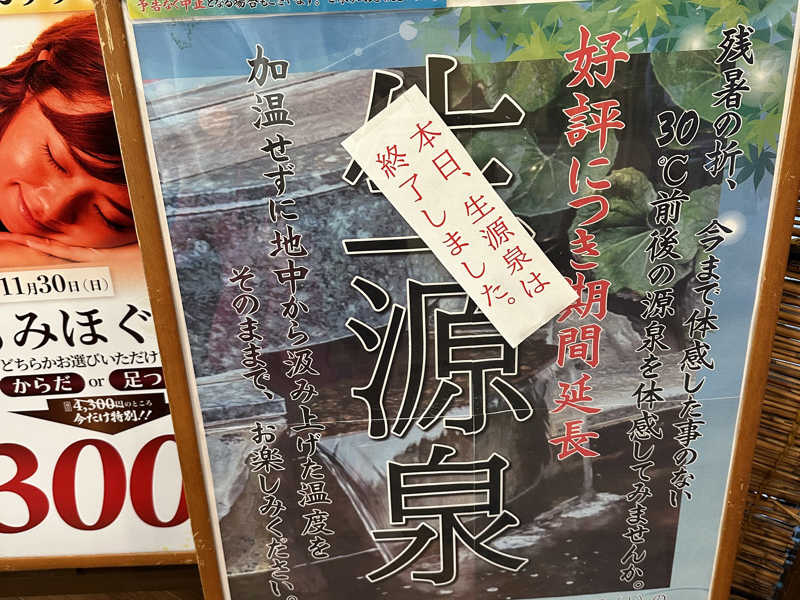 予告なく中止となる場合もございます。
残暑の折、
今まで体感した事のない
30℃前後の源泉を体感してみませんか。
好評につき期間延長
生源泉
本日、生源泉は
終了しました。
加温せずに地中から汲み上げた温度を
そのままで、お楽しみください。
11月30日(日)
もみほぐ
どちらかお選びいただけ
からだ or 足つ
4,300円のところ
今だけ特別!!
300